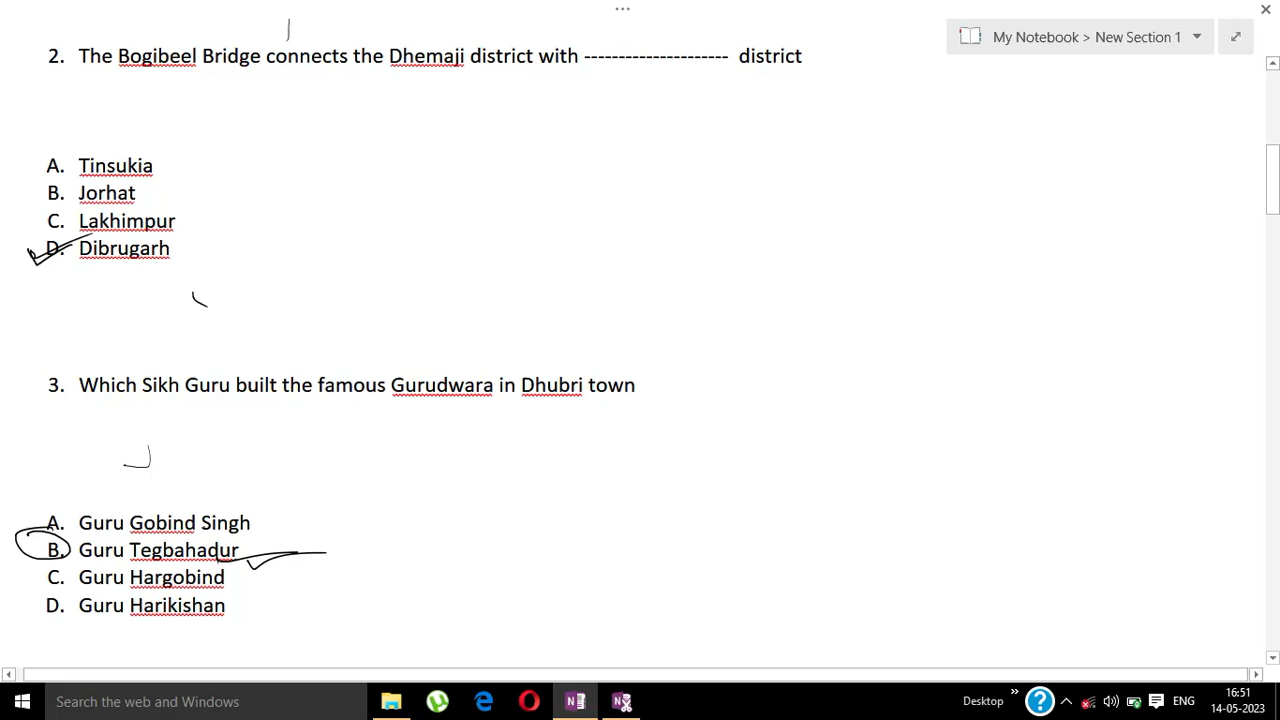 My Notebook > New Section 1
2. The Bogibeel Bridge connects the Dhemaji district with --------------------- district
A. Tinsukia
B. Jorhat
C. Lakhimpur
D. Dibrugarh
3. Which Sikh Guru built the famous Gurudwara in Dhubri town
A. Guru Gobind Singh
B. Guru Tegbahadur
C. Guru Hargobind
D. Guru Harikishan
Search the web and Windows
Desktop
ENG
16:51
14-05-2023